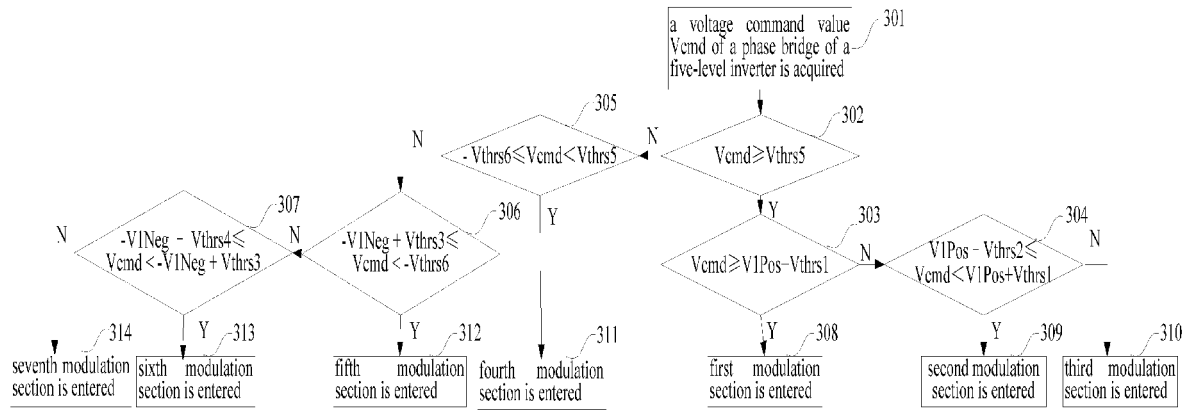 a voltage command value
Vcmd of a phase bridge of a
five-level inverter is acquired
301
305
302
N
N
- Vthrs6≤Vcmd<Vthrs5
Vcmd≥Vthrs5
307
306
Y
Y
303
304
N
-V1Neg - Vthrs4≤
Vcmd<-V1Neg+Vthrs3
N
-V1Neg+Vthrs3≤
Vcmd<-Vthrs6
Vcmd≥V1Pos-Vthrs1
N
V1Pos-Vthrs2≤
Vcmd<V1Pos+Vthrs1
N
314
Y
313
Y
312
311
Y
308
Y
309
310
seventh modulation
section is entered
sixth modulation
section is entered
fifth modulation
section is entered
fourth modulation
section is entered
first modulation
section is entered
second modulation
section is entered
third modulation
section is entered